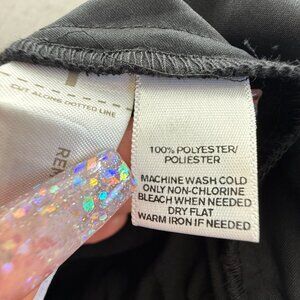 CUT ALONG DOTTED LINE
100% POLYESTER/
POLIESTER
MACHINE WASH COLD
ONLY NON-CHLORINE
BLEACH WHEN NEEDED
DRY FLAT
WARM IRON IF NEEDED